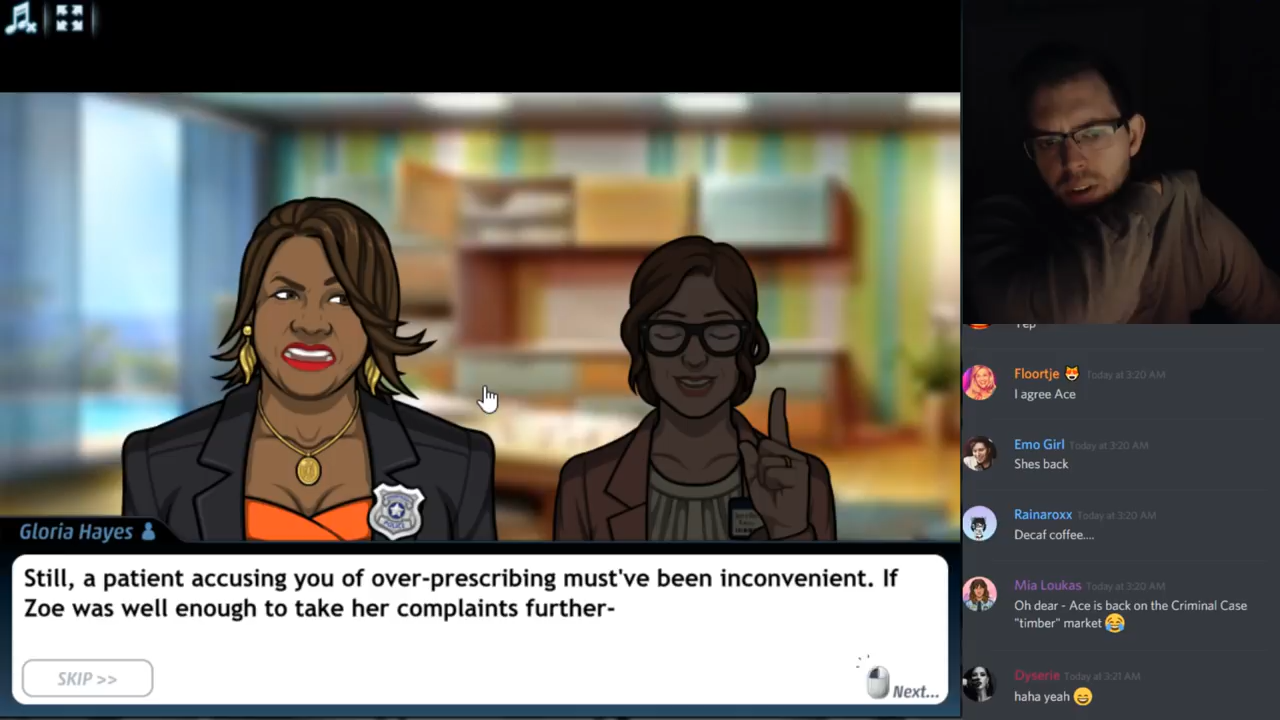 Gloria Hayes
Still, a patient accusing you of over-prescribing must've been inconvenient. If
Zoe was well enough to take her complaints further-
SKIP >>
Next...
Yep
Floortje Today at 3:20 AM
I agree Ace
Emo Girl Today at 3:20 AM
Shes back
Rainaroxx Today at 3:20 AM
Decaf coffee....
Mia Loukas Today at 3:20 AM
Oh dear - Ace is back on the Criminal Case
"timber" market 😂
Dyserie Today at 3:21 AM
haha yeah 😄